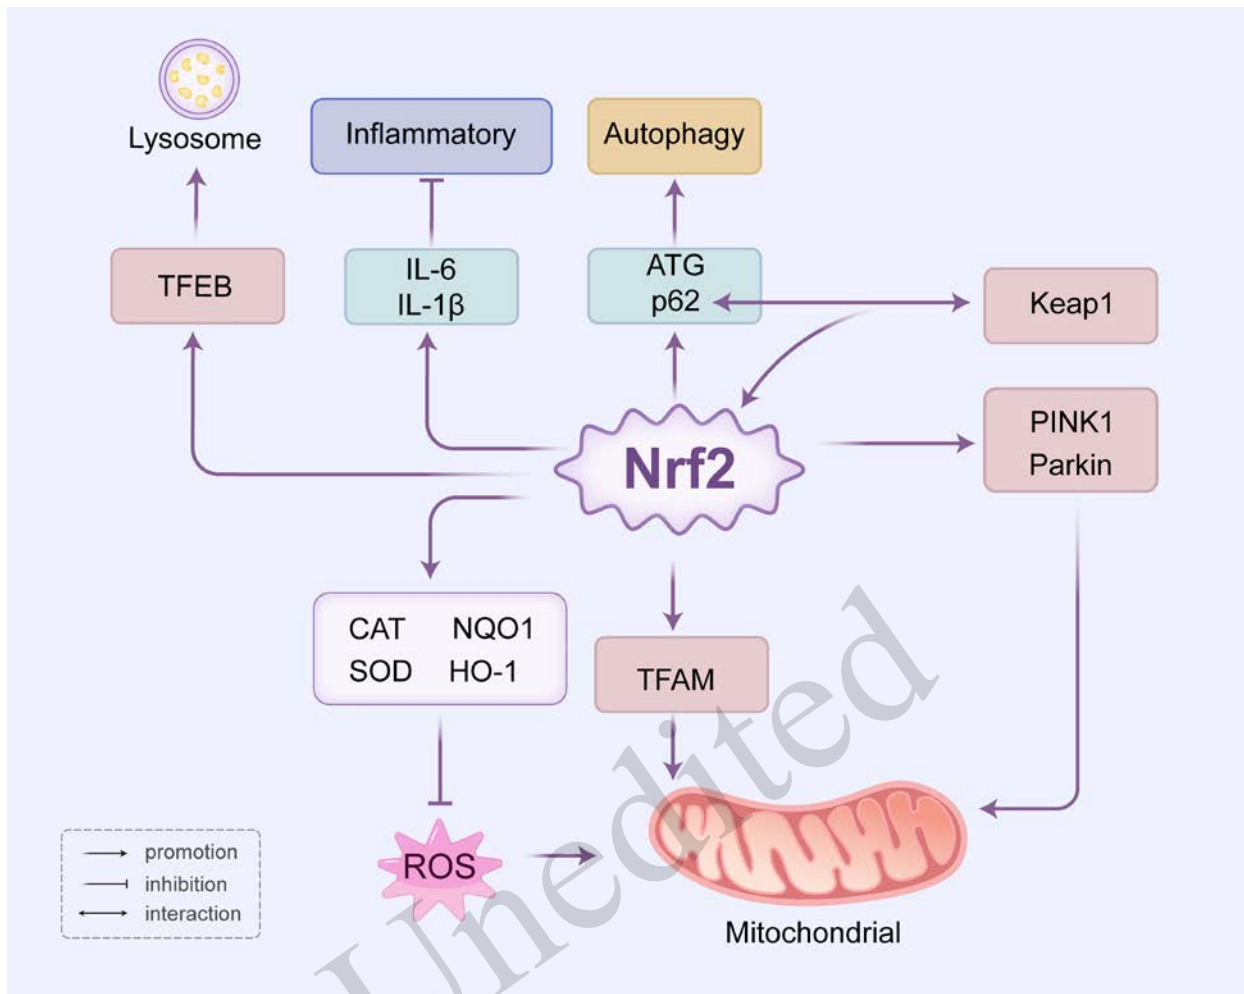 Lysosome
Inflammatory
Autophagy
TFEB
IL-6
IL-1β
ATG
p62
Keap1
PINK1
Parkin
Nrf2
CAT NQO1
SOD HO-1
TFAM
ROS
Mitochondrial
promotion
inhibition
interaction
Unedited